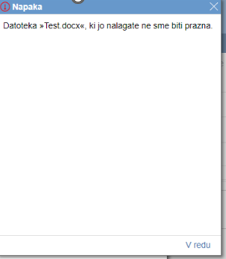 Napaka
Datoteka »Test.docx«, ki jo nalagate ne sme biti prazna.
V redu